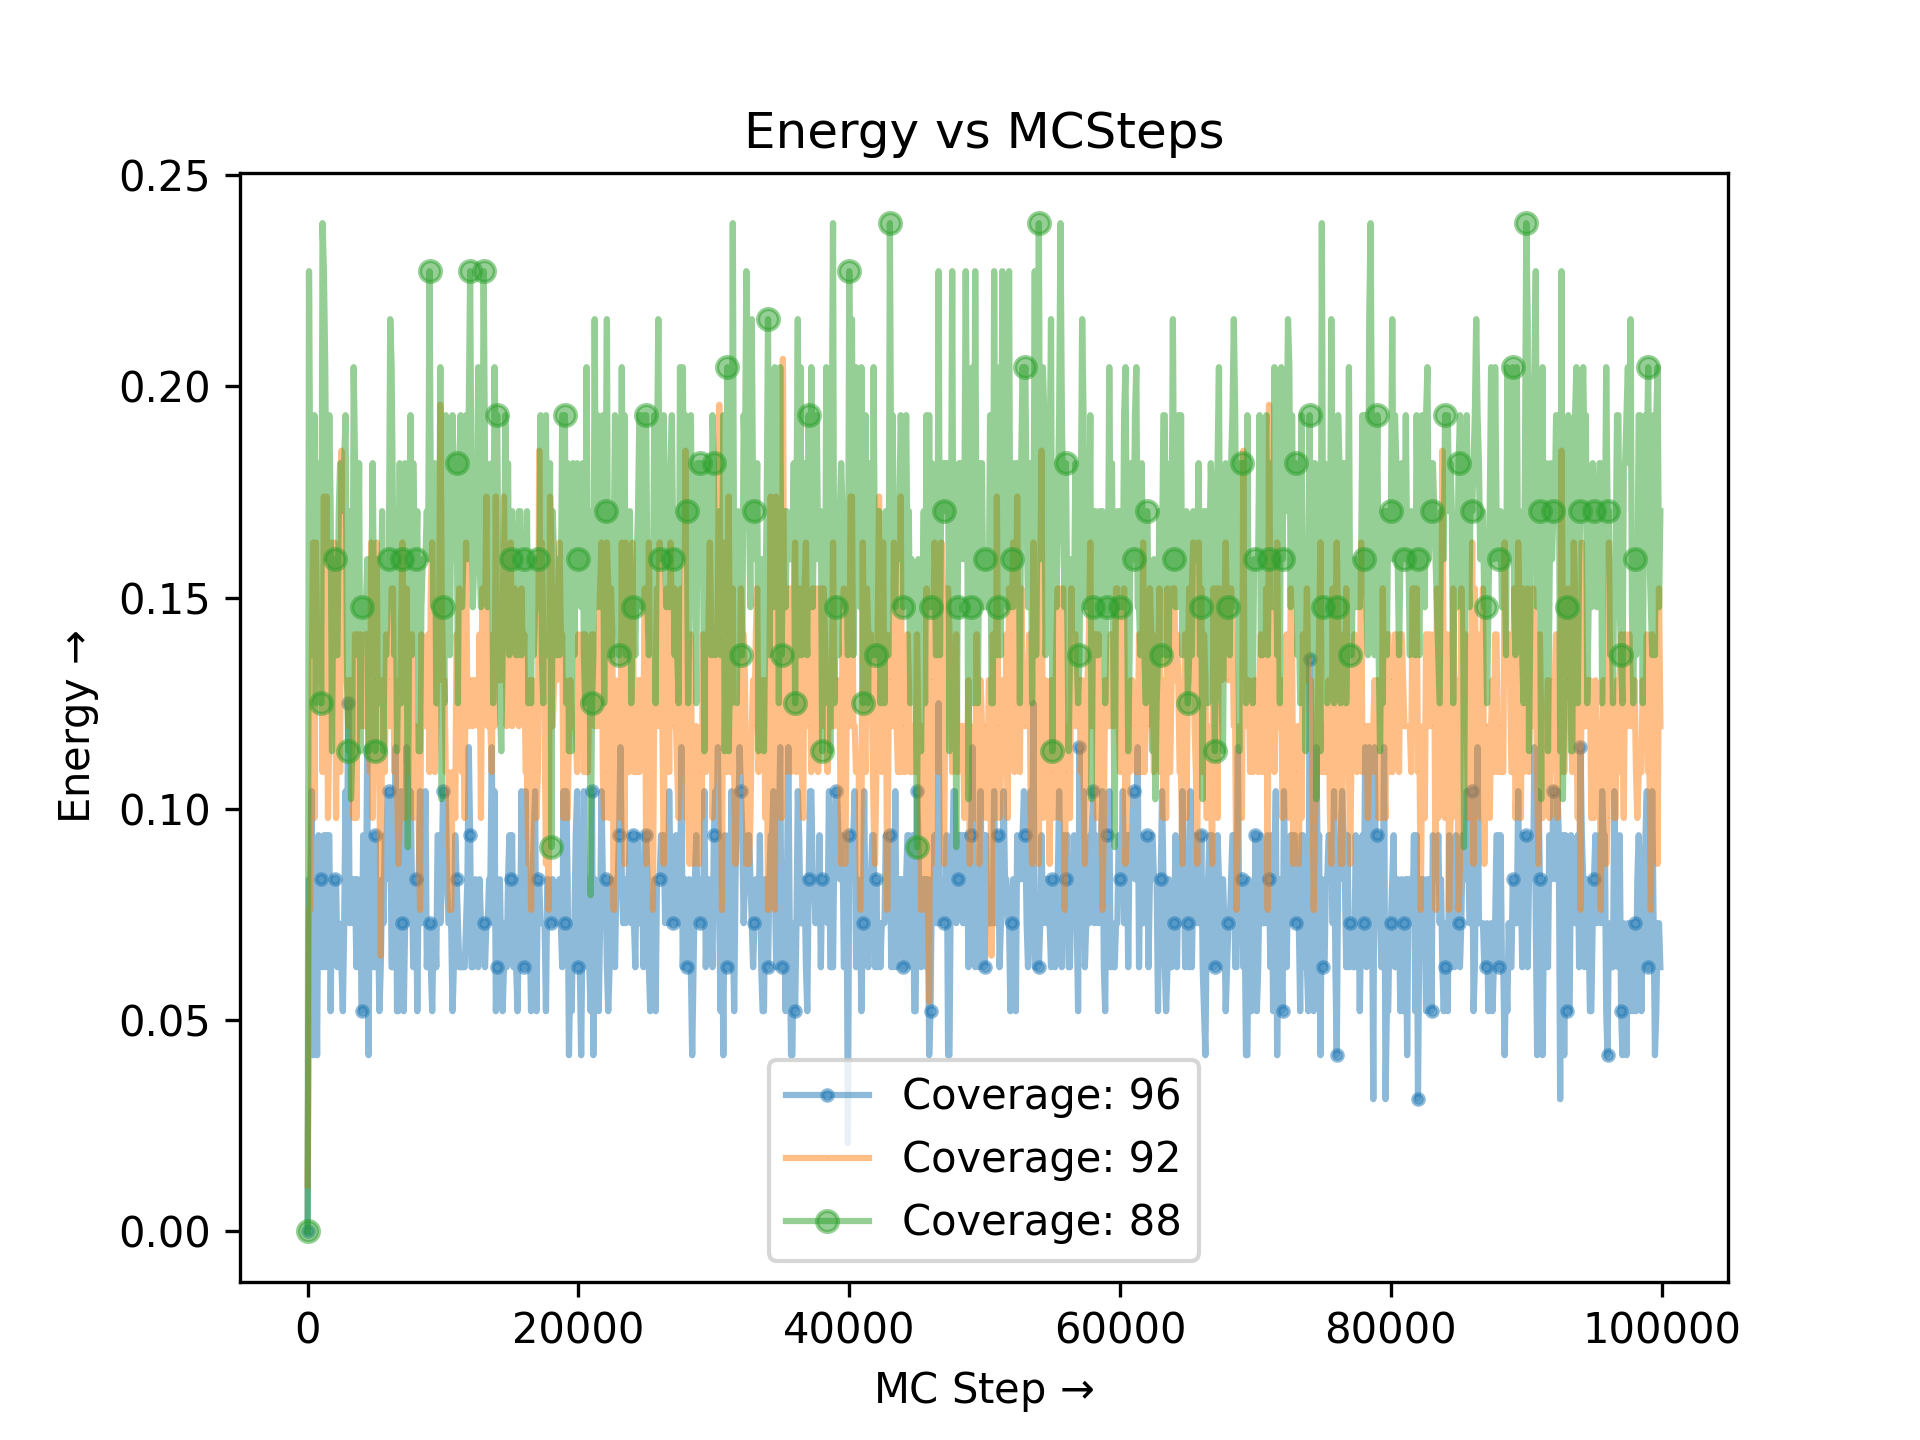 Energy vs MCSteps
0.25
0.20
0.15
0.10
0.05
0.00
Energy →
Coverage: 96
Coverage: 92
Coverage: 88
0 20000 40000 60000 80000 100000
MC Step →